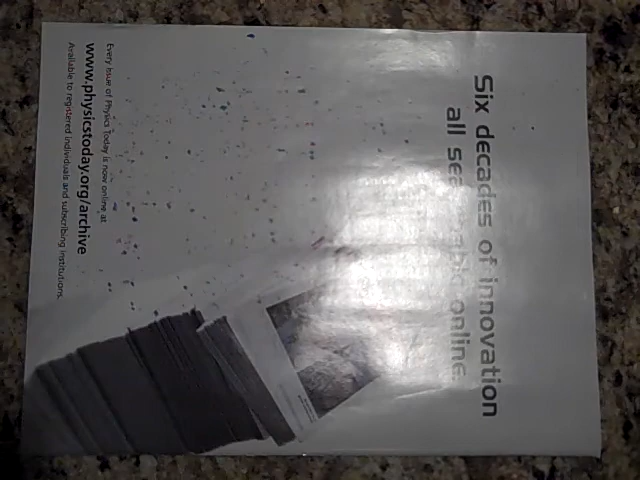 Six decades of innovation
all searchable online.
Every issue of Physics Today is now online at
www.physicstoday.org/archive
Available to registered individuals and subscribing institutions.